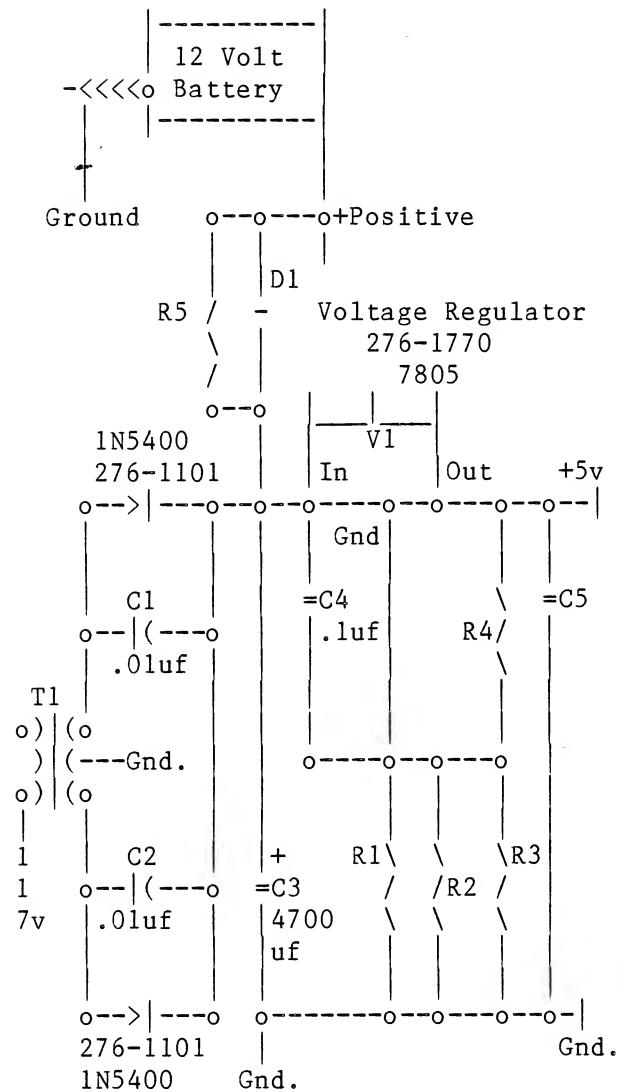 12 Volt
-<<<<o Battery
Ground o--o---o+Positive
D1
R5 / - Voltage Regulator
\ 276-1770
/ 7805
o--o
1N5400 V1
276-1101 In Out +5v
o-->|---o--o--o----o--o---o--o--|
Gnd
C1 =C4 \ =C5
o--|(---o .1uf R4/
.01uf \
T1
o)|(o
)|(---Gnd. o----o--o---o
o)|(o
1 C2 + R1\ \ \R3
1 o--|(---o =C3 / /R2 /
7v .01uf 4700 \ \ \
uf
o-->|---o o-------o--o---o--o-|
276-1101 Gnd.
1N5400 Gnd.